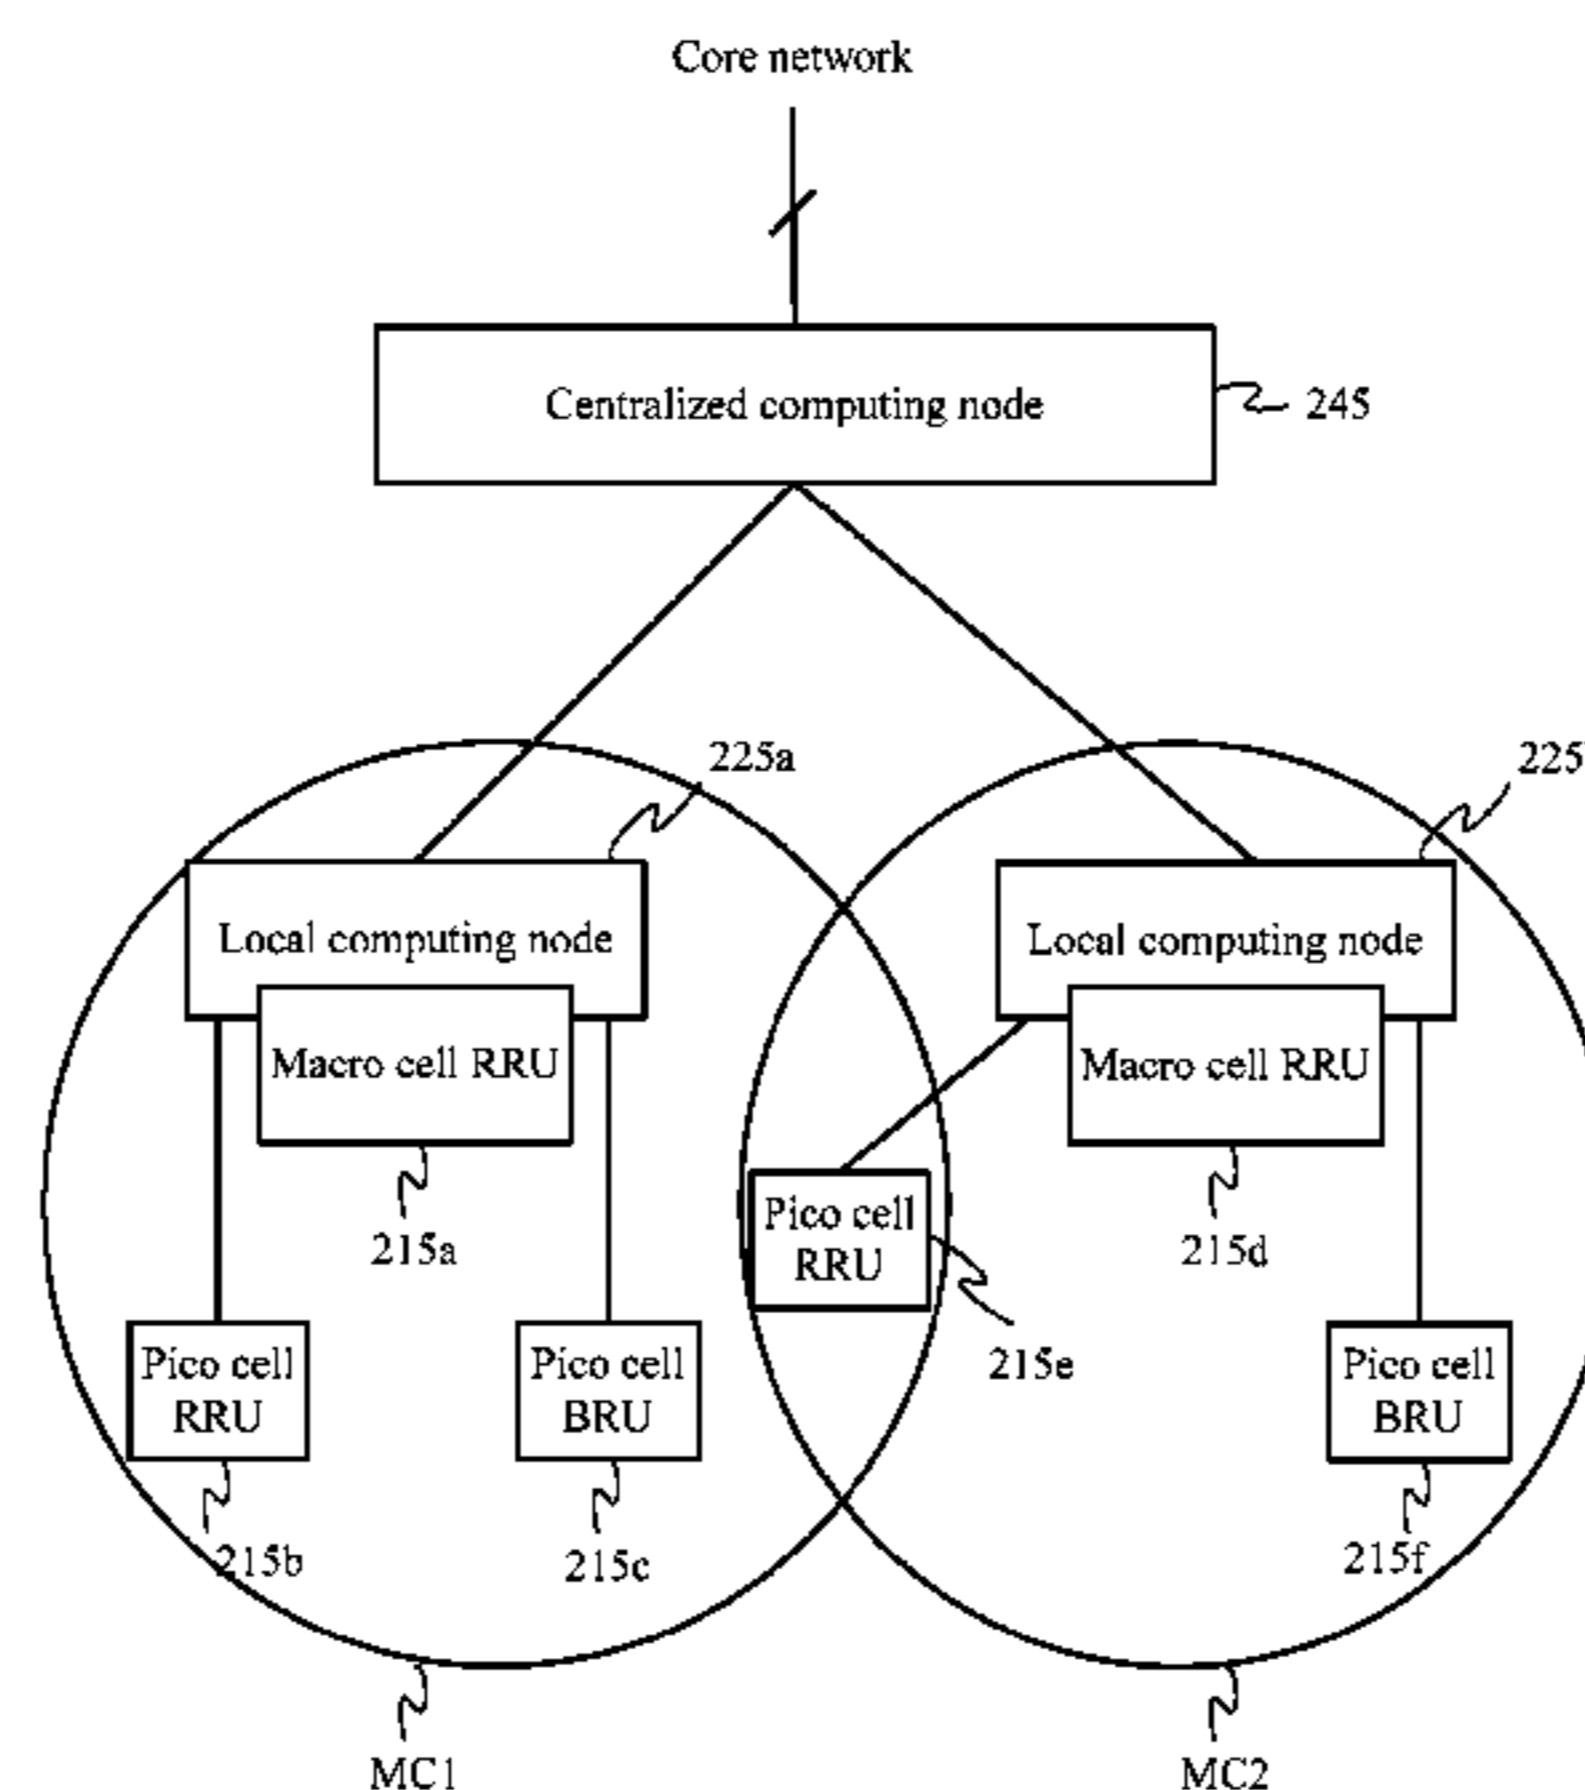 Core network
Centralized computing node
245
225a
225
Local computing node
Local computing node
Macro cell RRU
Macro cell RRU
215a
215d
Pico cell
RRU
215e
Pico cell
RRU
Pico cell
BRU
Pico cell
BRU
215b
215c
215f
MC1
MC2